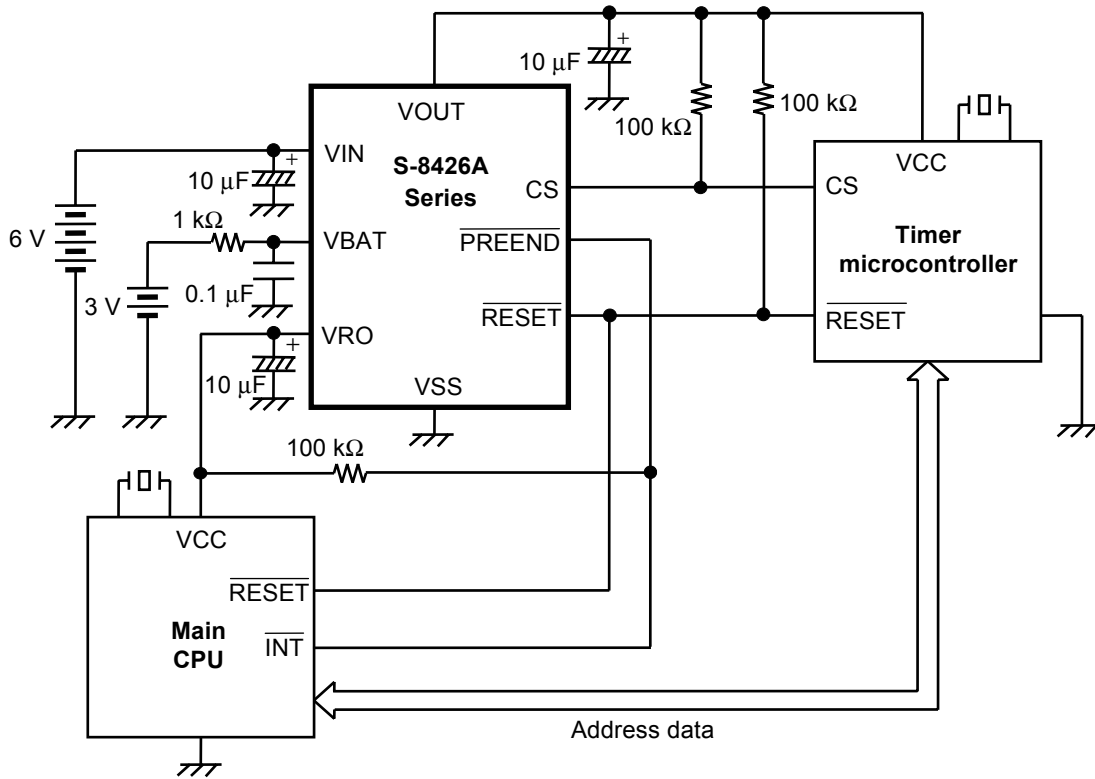 +
10 μF
100 kΩ
100 kΩ
VOUT
S-8426A
Series
VIN
+
10 μF
CS
VCC
CS
1 kΩ
6 V
VBAT
PREEND
Timer
microcontroller
0.1 μF
3 V
RESET
RESET
VRO
+
10 μF
VSS
100 kΩ
VCC
RESET
Main
CPU
INT
Address data